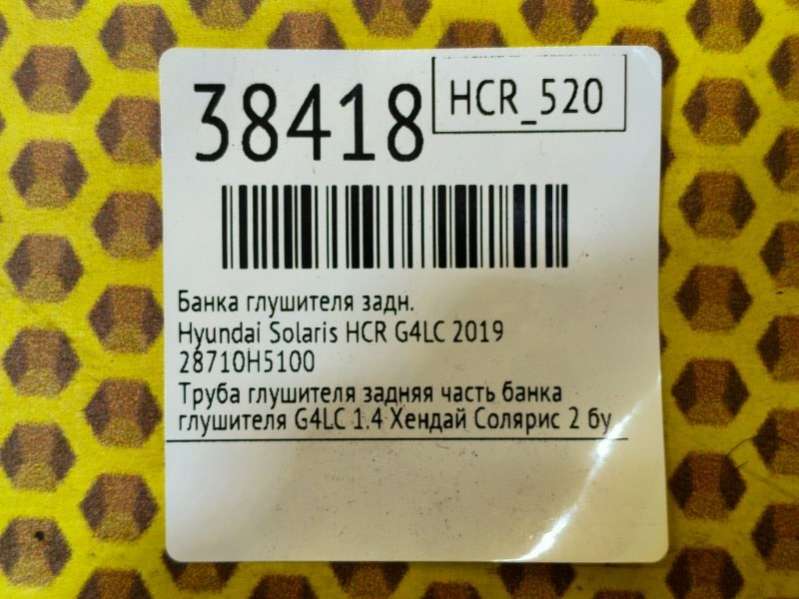 38418
HCR_520
Банка глушителя задн.
Hyundai Solaris HCR G4LC 2019
28710H5100
Труба глушителя задняя часть банка
глушителя G4LC 1.4 Хендай Солярис 2 бу